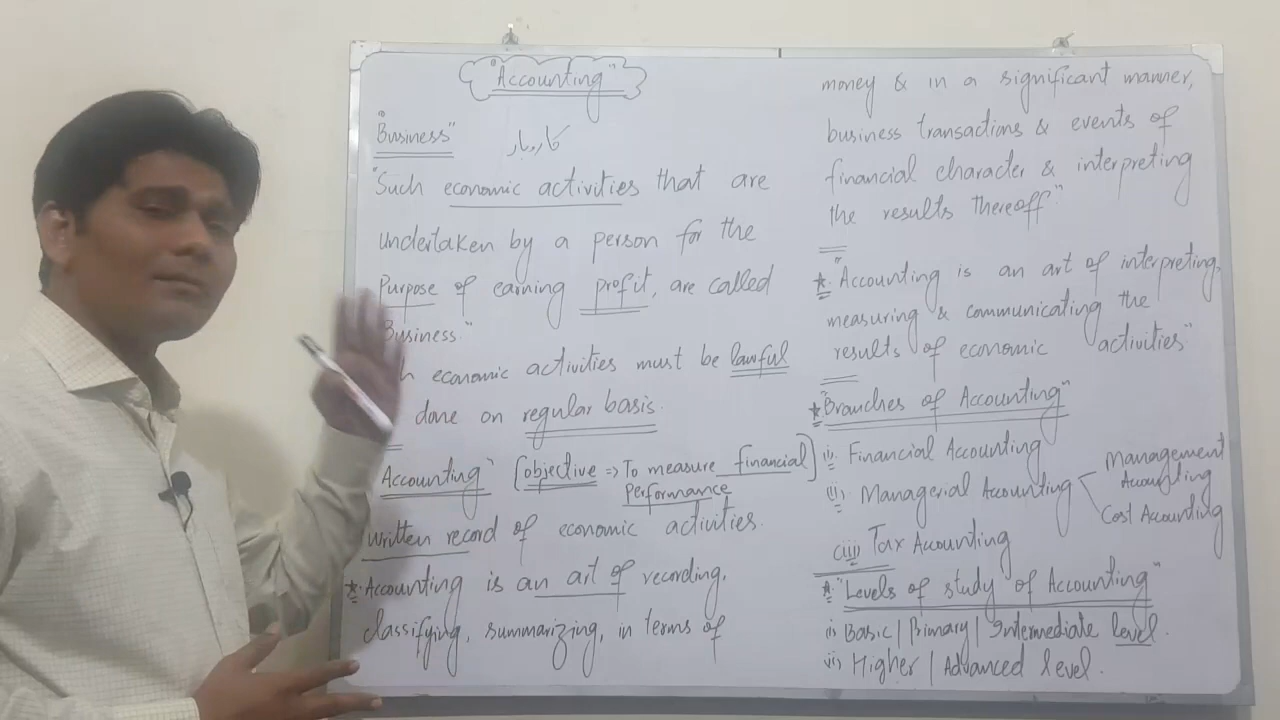 "Accounting"
"Business" کاروبار
"Such economic activities that are
undertaken by a person for the
Purpose of earning profit, are called
Business"
economic activities must be lawful
done on regular basis.
Accounting" [objective => To measure financial
Performance]
written record of economic activities.
* Accounting is an art of recording,
classifying, summarizing, in terms of
money & in a significant manner,
business transactions & events of
financial character & interpreting
the results thereoff"
* "Accounting is an art of interpreting,
measuring & communicating the
results of economic activities"
* "Branches of Accounting"
(i) Financial Accounting
(ii) Managerial Accounting
Management
Accounting
Cost Accounting
(iii) Tax Accounting
* "Levels of study of Accounting"
(i) Basic | Primary | Intermediate level.
(ii) Higher | Advanced level.